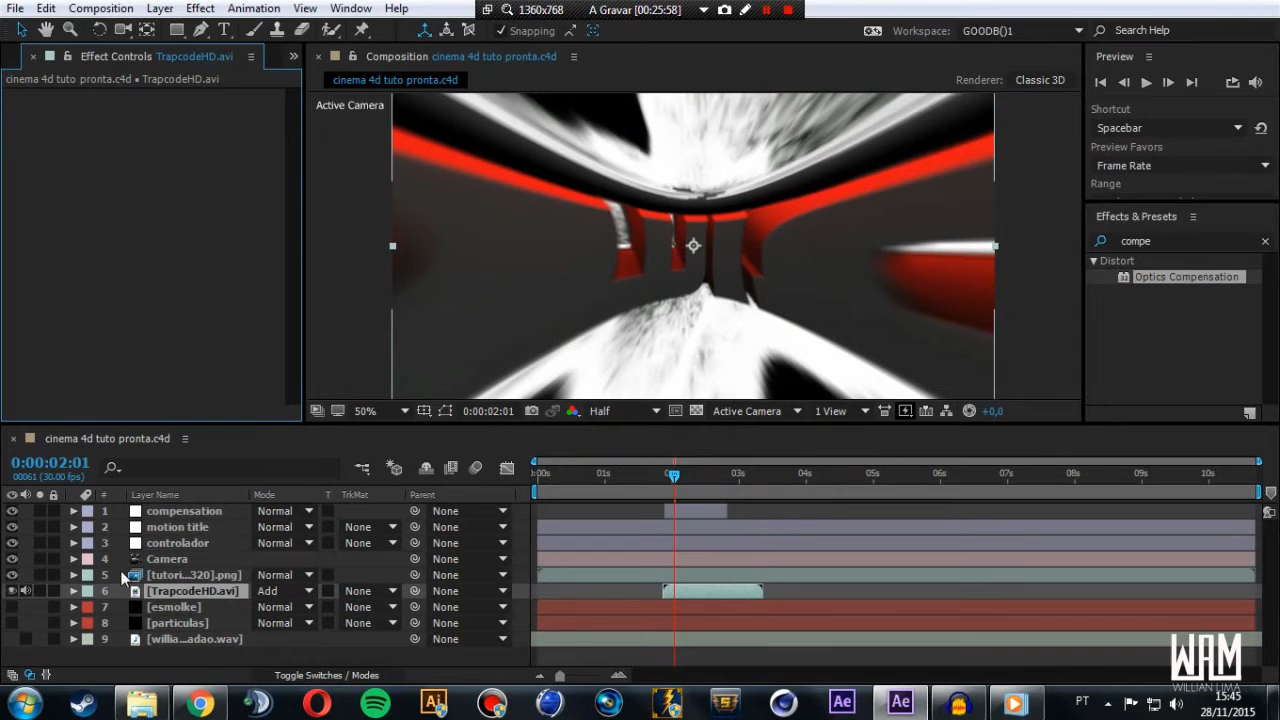 File Edit Composition Layer Effect Animation View Window Help
1360x768 A Gravar [00:25:58]
Snapping Workspace: GOODB()1 Search Help
Effect Controls TrapcodeHD.avi
cinema 4d tuto pronta.c4d • TrapcodeHD.avi
Composition cinema 4d tuto pronta.c4d
cinema 4d tuto pronta.c4d
Renderer: Classic 3D
Active Camera
50% 0:00:02:01 Half Active Camera 1 View +0,0
Preview
Shortcut
Spacebar
Preview Favors
Frame Rate
Range
Effects & Presets
compe
Distort
32 Optics Compensation
cinema 4d tuto pronta.c4d
0:00:02:01
00061 (30.00 fps)
:00s 01s 03s 04s 05s 06s 07s 08s 09s 10s
# Layer Name Mode T TrkMat Parent
1 compensation Normal None
2 motion title Normal None None
3 controlador Normal None None
4 Camera None
5 [tutori...320].png] Normal None
6 [TrapcodeHD.avi] Add None None
7 [esmolke] None
8 [particulas] None
9 [willia...adao.wav] None
Toggle Switches / Modes
WAM
WILLIAN LIMA
Ai Ae Ae
PT 15:45
28/11/2015